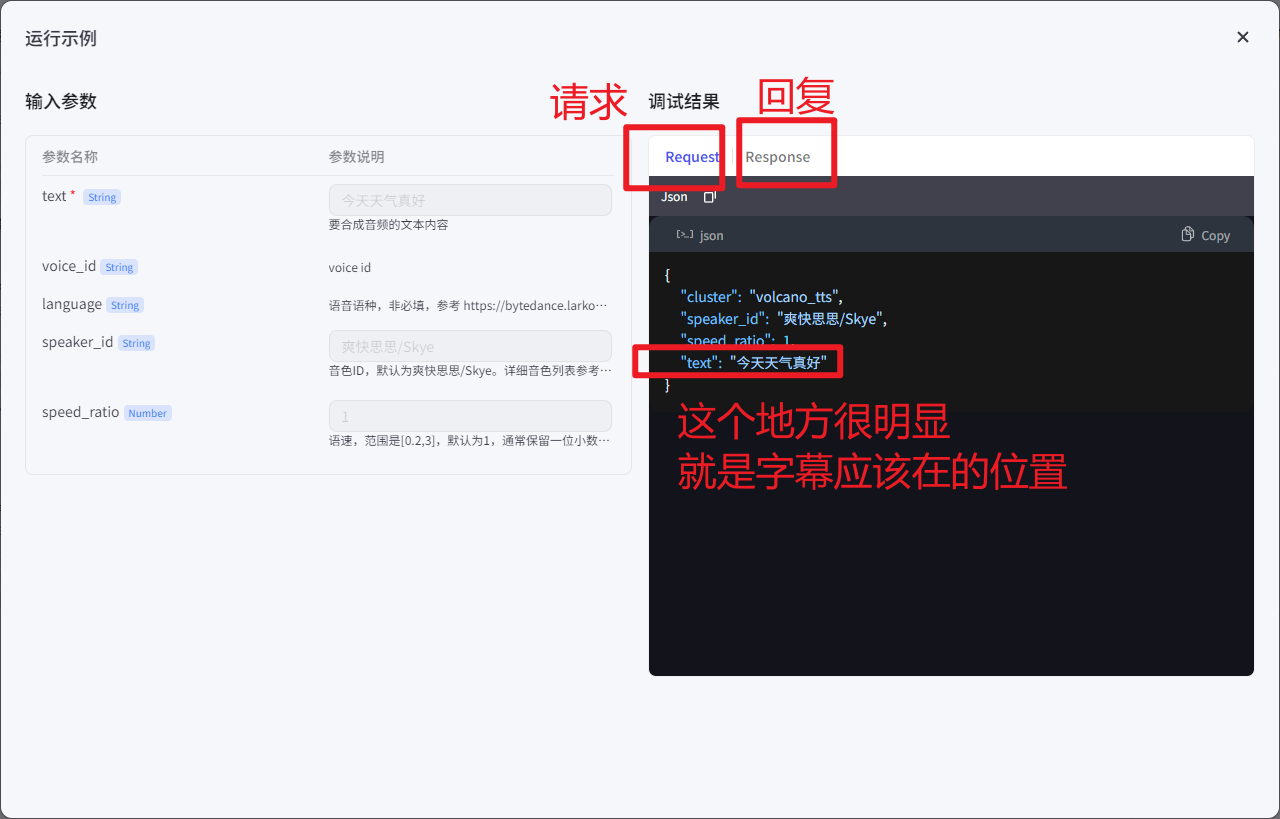 运行示例
输入参数
请求
调试结果
回复
参数名称 参数说明
Request Response
text * String
今天天气真好
要合成音频的文本内容
Json
json Copy
voice_id String
voice id
language String
语音语种，非必填，参考 https://bytedance.larko…
speaker_id String
爽快思思/Skye
音色ID，默认为爽快思思/Skye。详细音色列表参考…
speed_ratio Number
1
语速，范围是[0.2,3]，默认为1，通常保留一位小数…
{
"cluster": "volcano_tts",
"speaker_id": "爽快思思/Skye",
"speed_ratio": 1,
"text": "今天天气真好"
}
这个地方很明显
就是字幕应该在的位置